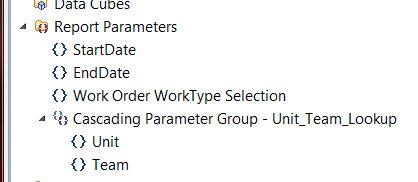 Data Cubes
Report Parameters
StartDate
EndDate
Work Order WorkType Selection
Cascading Parameter Group - Unit_Team_Lookup
Unit
Team